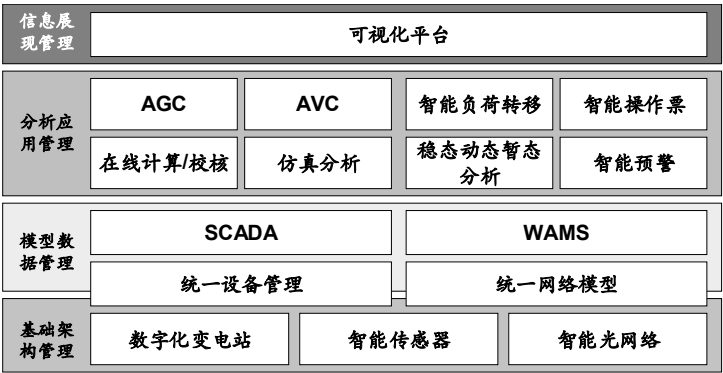 信息展
现管理
可视化平台
分析应
用管理
AGC
AVC
智能负荷转移
智能操作票
在线计算/校核
仿真分析
稳态动态暂态
分析
智能预警
模型数
据管理
SCADA
WAMS
统一设备管理
统一网络模型
基础架
构管理
数字化变电站
智能传感器
智能光网络